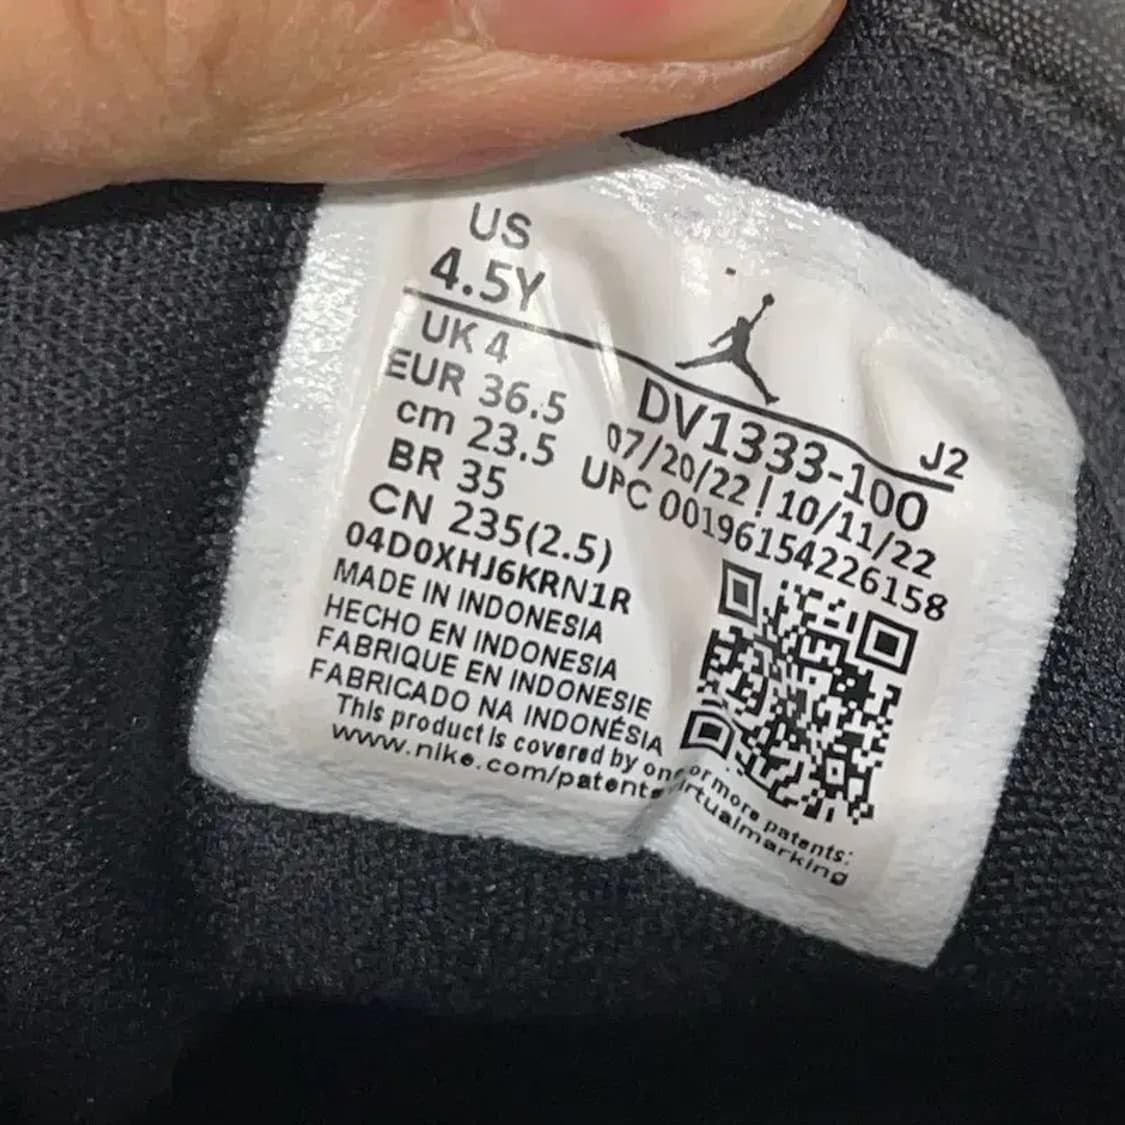 US
4.5Y
UK 4
EUR 36.5
cm 23.5
BR 35
CN 235(2.5)
J2
DV1333-100
07/20/22 | 10/11/22
UPC 00196154226158
04D0XHJ6KRN1R
MADE IN INDONESIA
HECHO EN INDONESIA
FABRIQUE EN INDONESIE
FABRICADO NA INDONÉSIA
This product is covered by one or more patents:
www.nike.com/patents virtualmarking